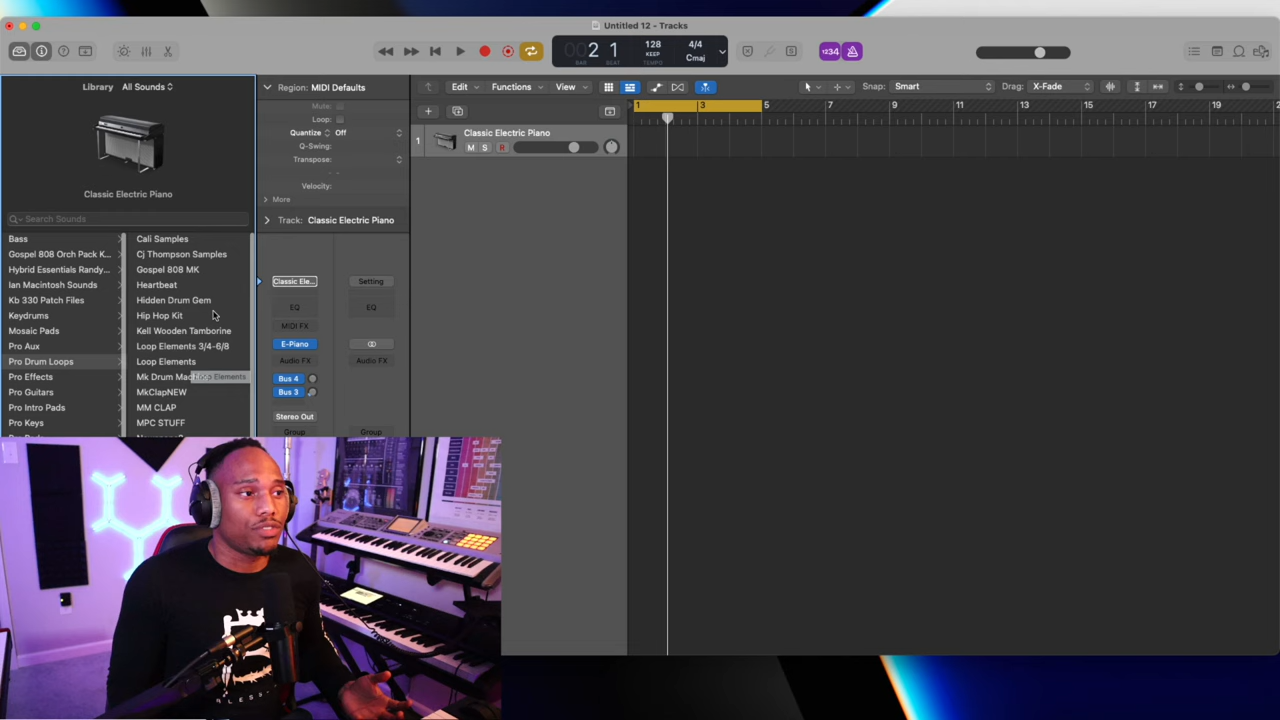 Untitled 12 - Tracks
2 1
BAR BEAT
128
KEEP
TEMPO
4/4
Cmaj
1234
Library All Sounds
Classic Electric Piano
Search Sounds
Bass
Gospel 808 Orch Pack K...
Hybrid Essentials Randy...
Ian Macintosh Sounds
Kb 330 Patch Files
Keydrums
Mosaic Pads
Pro Aux
Pro Drum Loops
Pro Effects
Pro Guitars
Pro Intro Pads
Pro Keys
Cali Samples
Cj Thompson Samples
Gospel 808 MK
Heartbeat
Hidden Drum Gem
Hip Hop Kit
Kell Wooden Tamborine
Loop Elements 3/4-6/8
Loop Elements
Mk Drum
MkClapNEW
MM CLAP
MPC STUFF
Region: MIDI Defaults
Mute:
Loop:
Quantize Off
Q-Swing:
Transpose:
Velocity:
More
Track: Classic Electric Piano
Classic Ele...
Setting
EQ
EQ
MIDI FX
E-Piano
Audio FX
Audio FX
Bus 4
Bus 3
Stereo Out
Group
Group
Edit Functions View
Snap: Smart
Drag: X-Fade
1 3 5 7 9 11 13 15 17 19
1
Classic Electric Piano
M S R